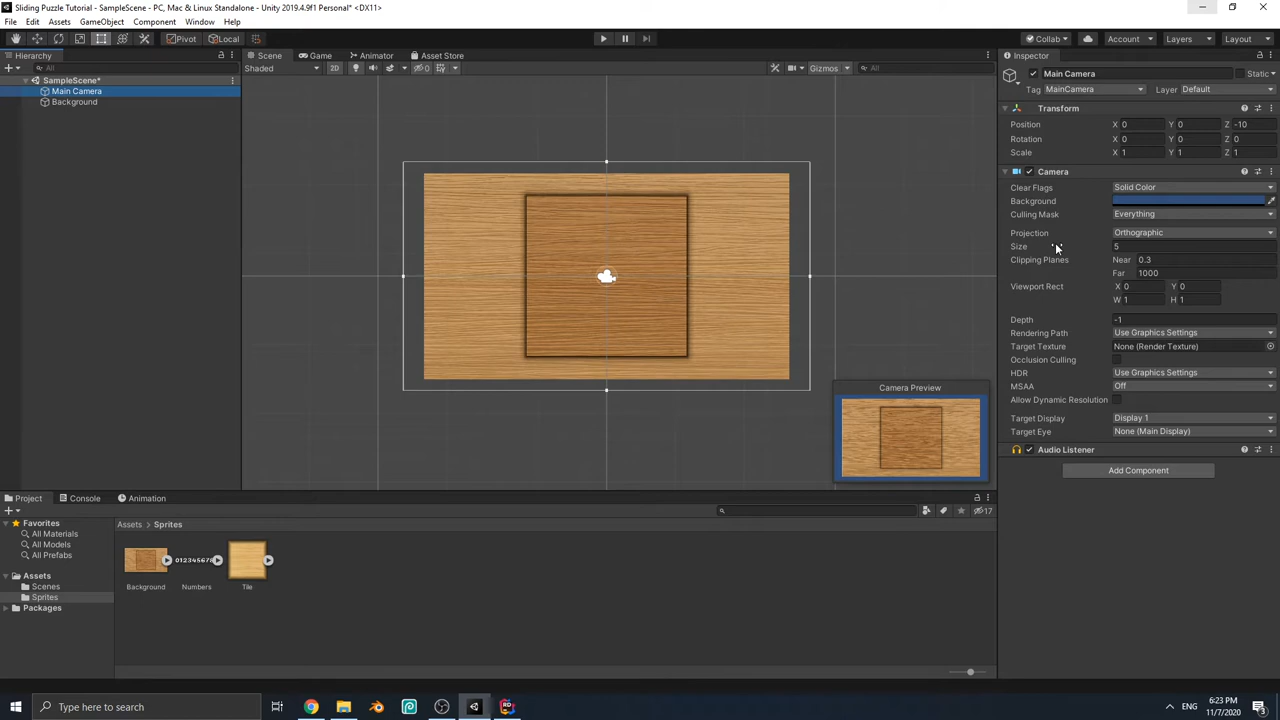 Sliding Puzzle Tutorial - SampleScene - PC, Mac & Linux Standalone - Unity 2019.4.9f1 Personal* <DX11>
File Edit Assets GameObject Component Window Help
Pivot Local Collab Account Layers Layout
Hierarchy Scene Game Animator Asset Store Inspector
All Shaded 2D 0 Gizmos All
SampleScene*
Main Camera
Background
Main Camera Static
Tag MainCamera Layer Default
Transform
Position X 0 Y 0 Z -10
Rotation X 0 Y 0 Z 0
Scale X 1 Y 1 Z 1
Camera
Clear Flags Solid Color
Background
Culling Mask Everything
Projection Orthographic
Size 5
Clipping Planes Near 0.3
Far 1000
Viewport Rect X 0 Y 0
W 1 H 1
Depth -1
Rendering Path Use Graphics Settings
Target Texture None (Render Texture)
Occlusion Culling
HDR Use Graphics Settings
MSAA Off
Allow Dynamic Resolution
Target Display Display 1
Target Eye None (Main Display)
Audio Listener
Add Component
Camera Preview
Project Console Animation
17
Favorites
All Materials
All Models
All Prefabs
Assets
Scenes
Sprites
Packages
Assets > Sprites
012345678
Background Numbers Tile
Type here to search
ENG 6:23 PM
11/7/2020
3